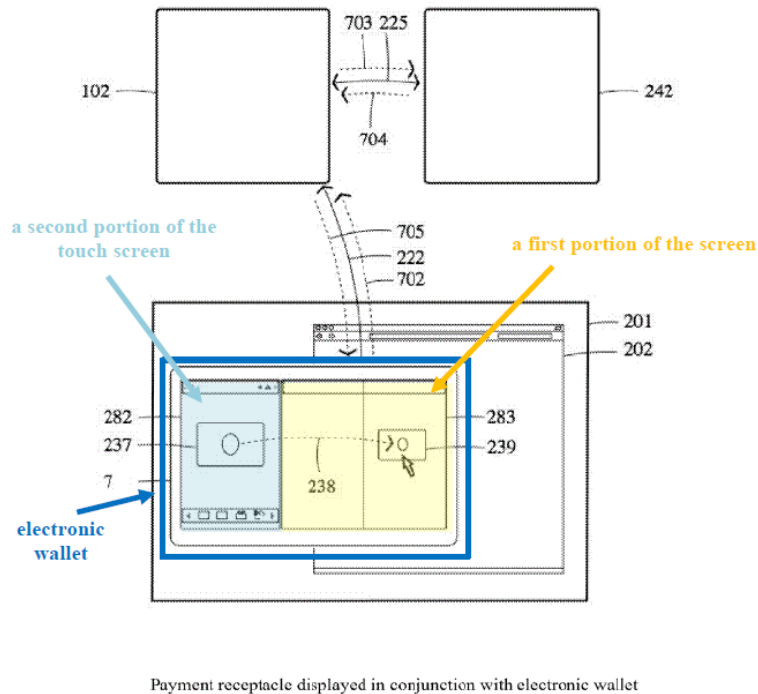 703 225
102
242
704
a second portion of the
touch screen
705
a first portion of the screen
222
702
201
202
282
283
237
239
7
238
electronic
wallet
Payment receptacle displayed in conjunction with electronic wallet